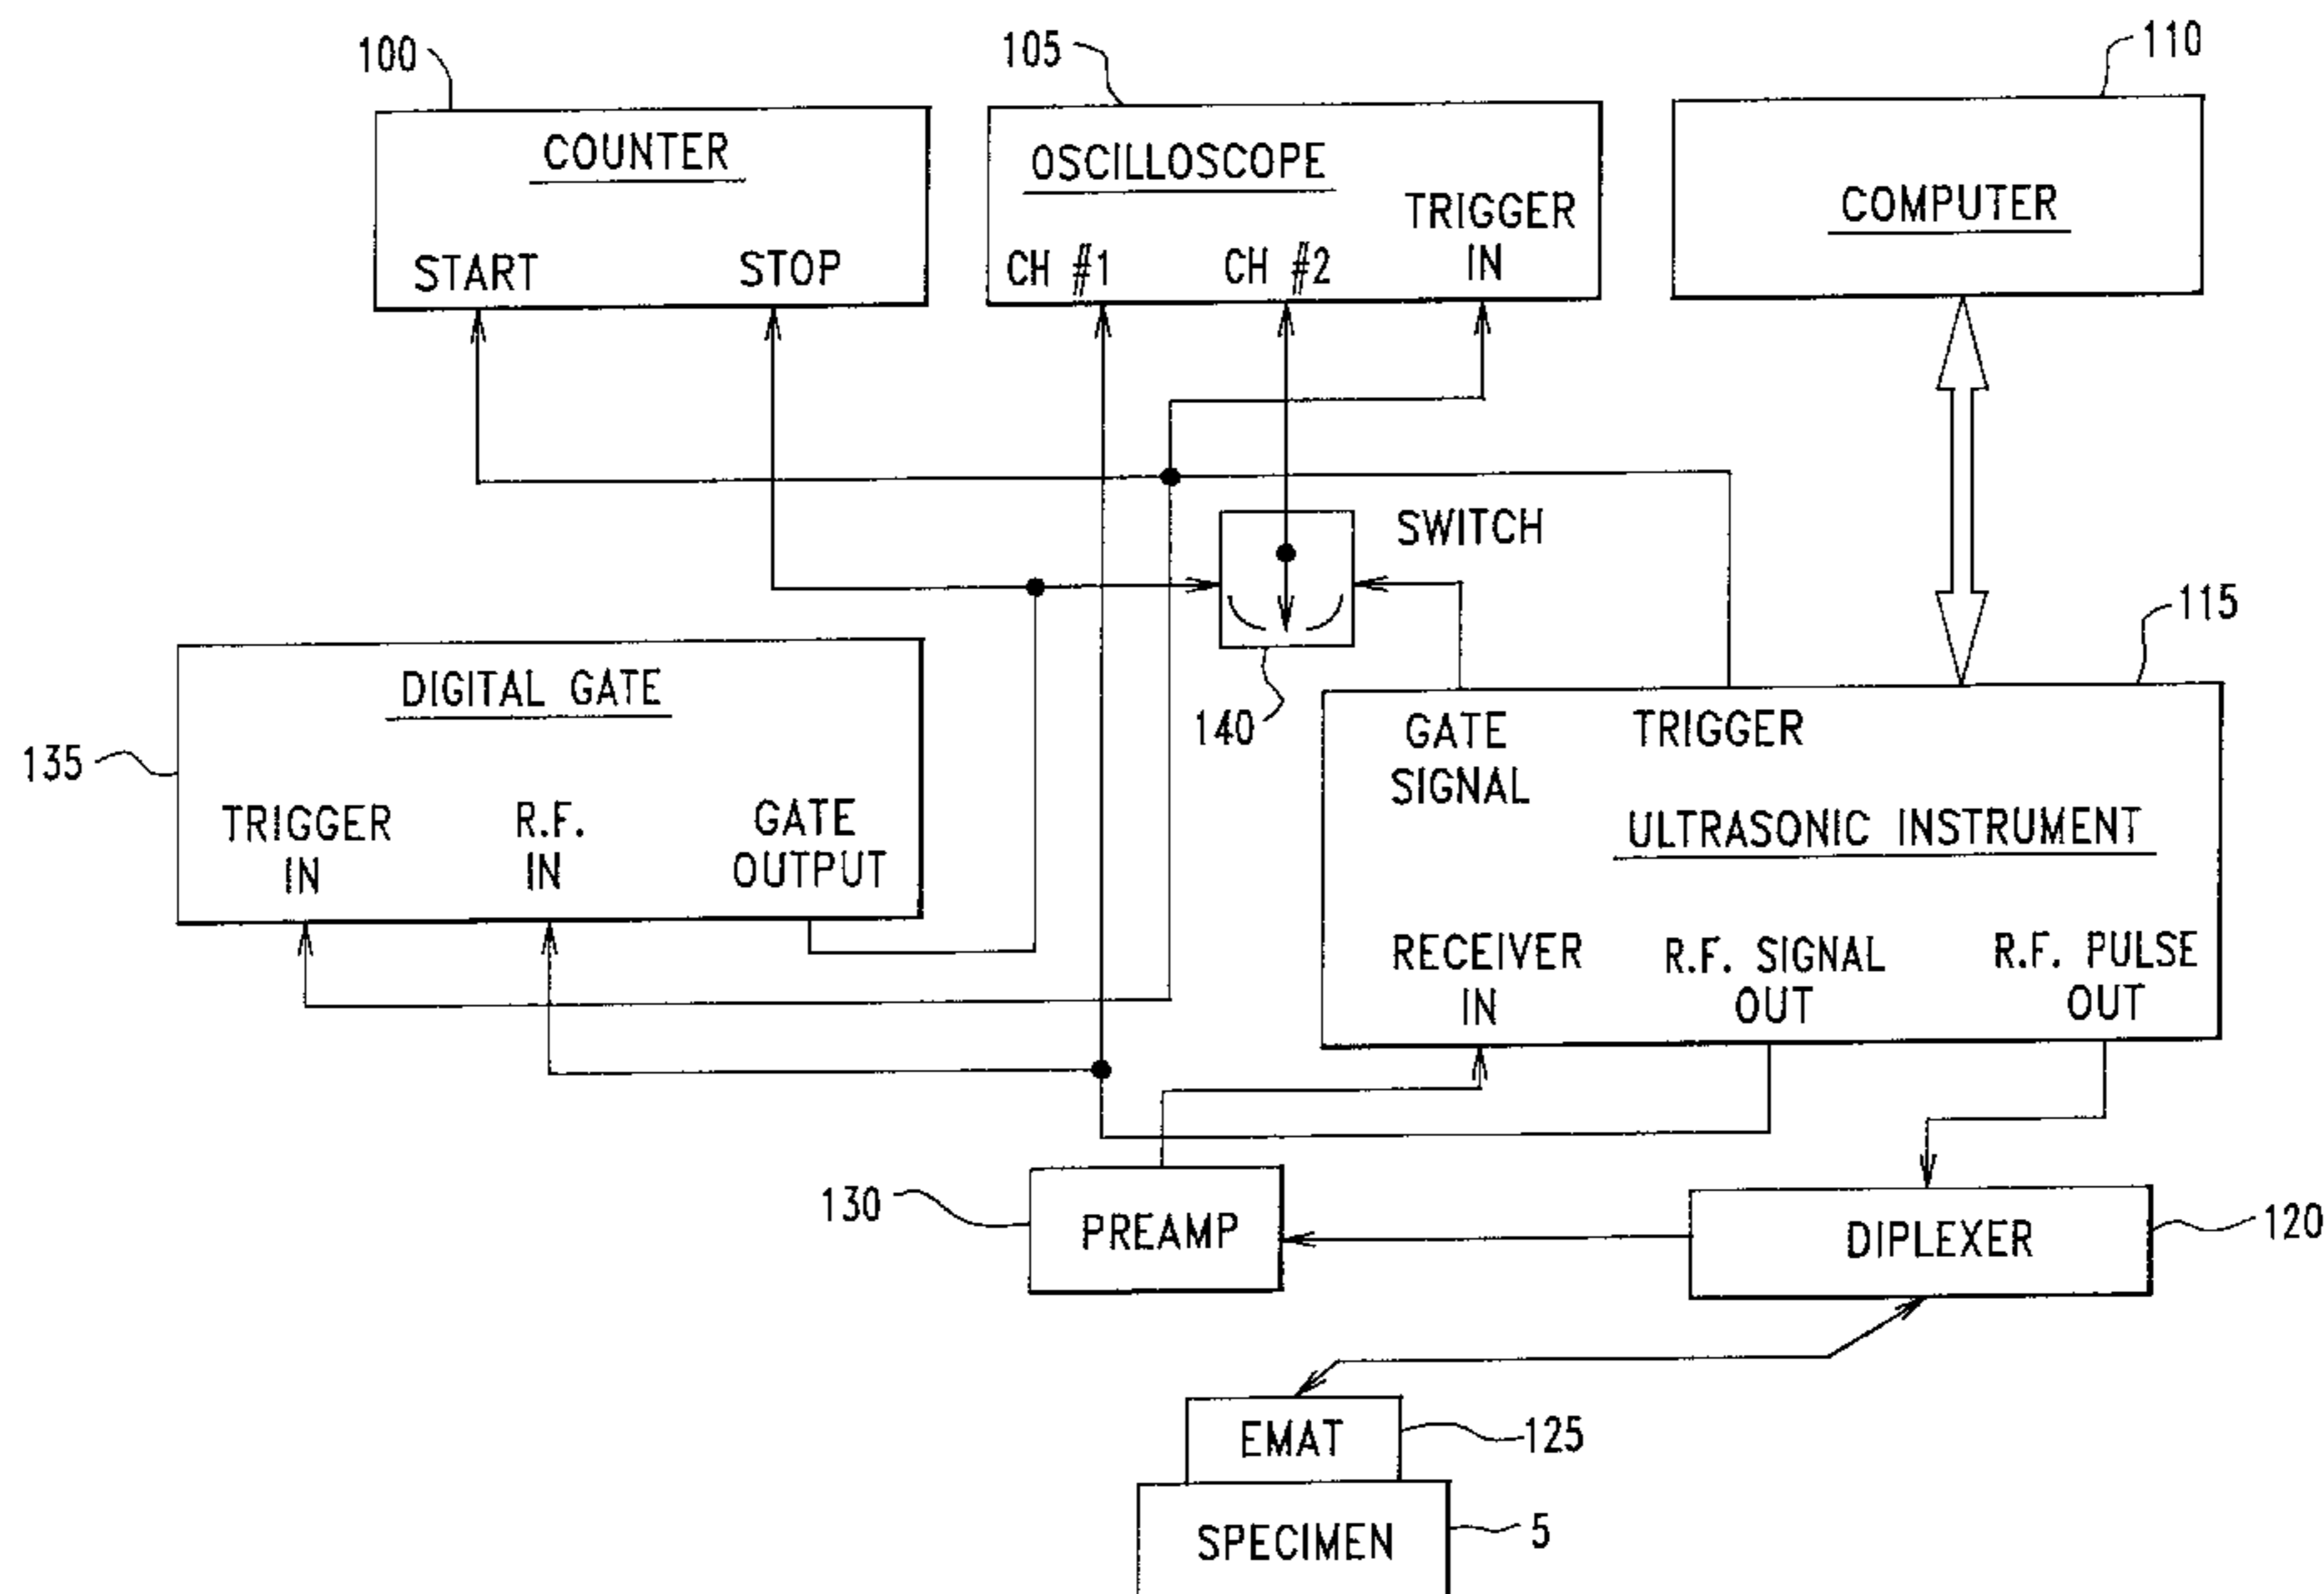 100
105
110
COUNTER
START
STOP
OSCILLOSCOPE
CH #1
CH #2
TRIGGER
IN
COMPUTER
SWITCH
140
115
135
DIGITAL GATE
TRIGGER
IN
R.F.
IN
GATE
OUTPUT
GATE
SIGNAL
TRIGGER
ULTRASONIC INSTRUMENT
RECEIVER
IN
R.F. SIGNAL
OUT
R.F. PULSE
OUT
130
PREAMP
DIPLEXER
120
EMAT
125
SPECIMEN
5